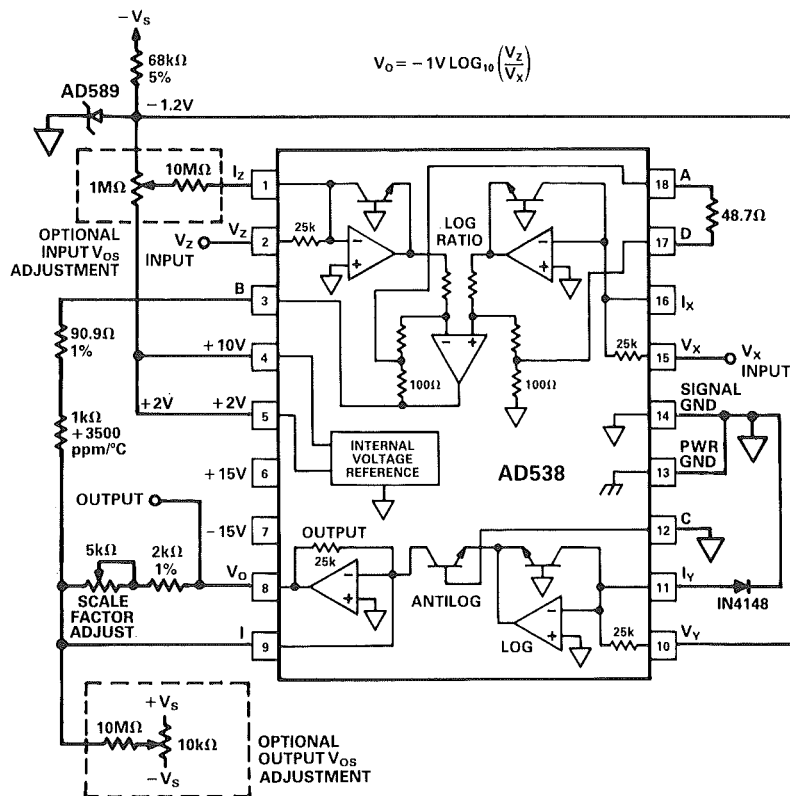 −V_S
68kΩ
5%
V_O = −1V LOG_10 (V_Z / V_X)
AD589
−1.2V
1MΩ
10MΩ
OPTIONAL
INPUT V_OS
ADJUSTMENT
I_Z
1
V_Z
INPUT
V_Z
2
25k
LOG
RATIO
18
A
17
D
48.7Ω
B
3
16
I_X
90.9Ω
1%
+10V
4
100Ω
100Ω
25k
15
V_X
V_X
INPUT
1kΩ
+3500
ppm/°C
+2V
+2V
5
INTERNAL
VOLTAGE
REFERENCE
14
SIGNAL
GND
AD538
13
PWR
GND
+15V
6
OUTPUT
−15V
7
12
C
5kΩ
2kΩ
1%
SCALE
FACTOR
ADJUST.
V_O
8
OUTPUT
25k
ANTILOG
LOG
11
I_Y
IN4148
I
9
25k
10
V_Y
+V_S
10MΩ
10kΩ
−V_S
OPTIONAL
OUTPUT V_OS
ADJUSTMENT